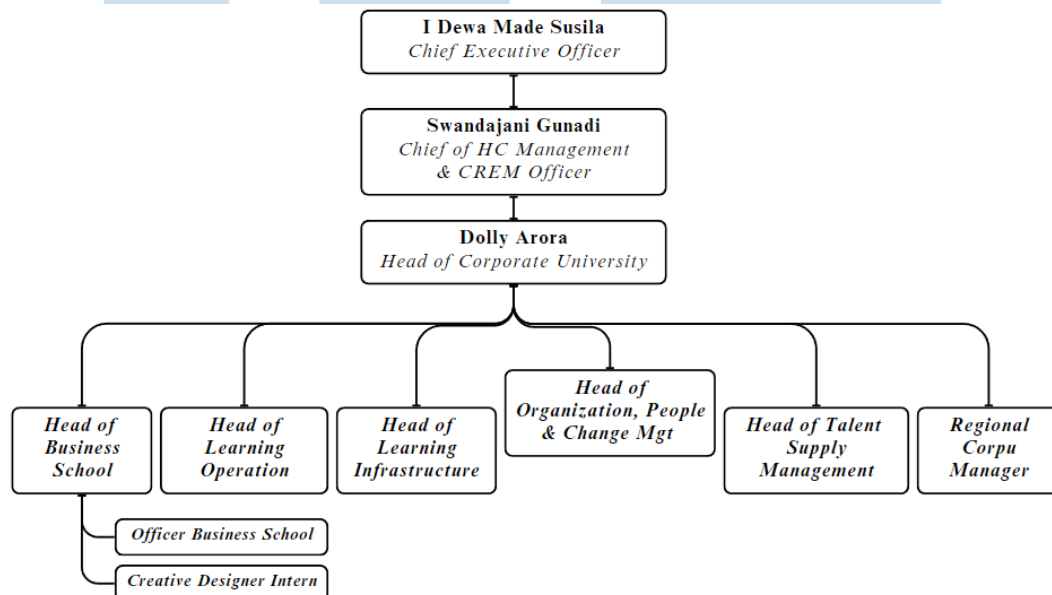 I Dewa Made Susila
Chief Executive Officer
Swandajani Gunadi
Chief of HC Management
& CREM Officer
Dolly Arora
Head of Corporate University
Head of
Business
School
Head of
Learning
Operation
Head of
Learning
Infrastructure
Head of
Organization, People
& Change Mgt
Head of Talent
Supply
Management
Regional
Corpu
Manager
Officer Business School
Creative Designer Intern